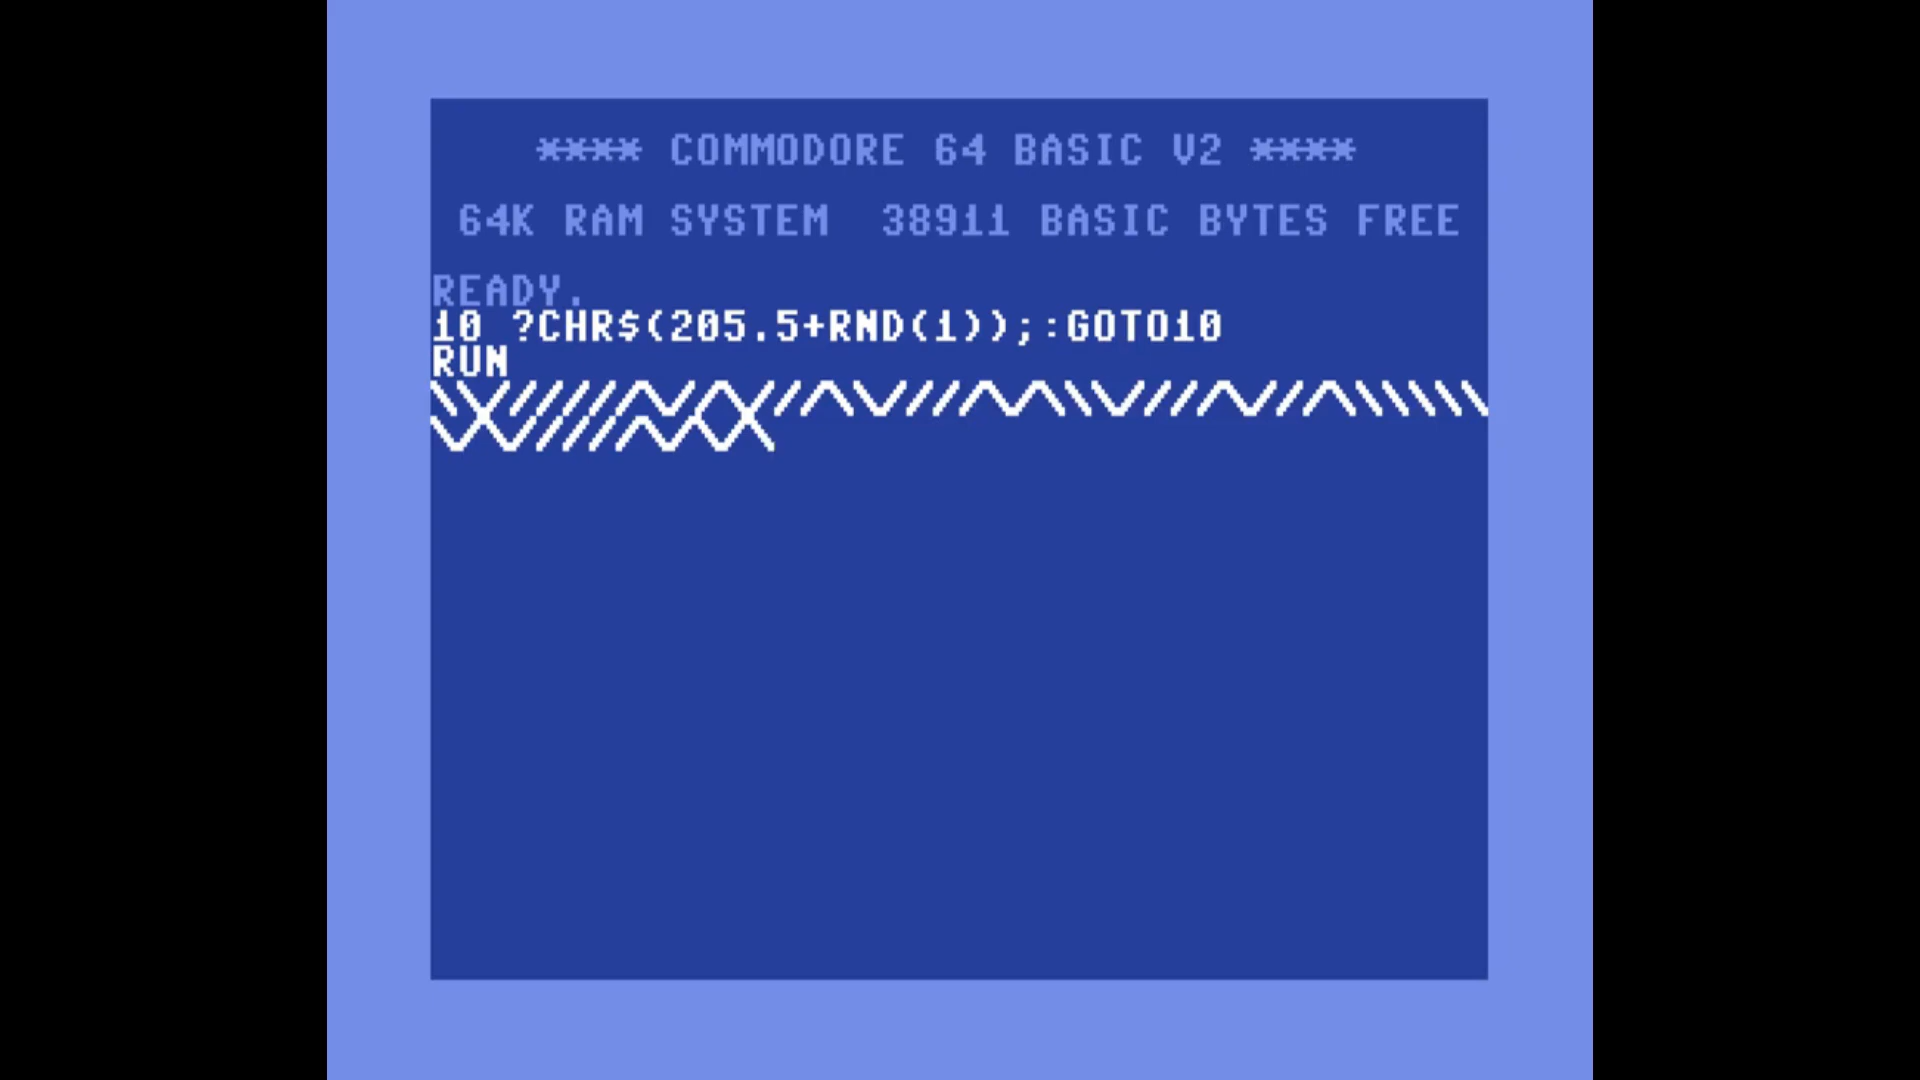 **** COMMODORE 64 BASIC V2 ****
64K RAM SYSTEM  38911 BASIC BYTES FREE
READY.
10 ?CHR$(205.5+RND(1));:GOTO10
RUN